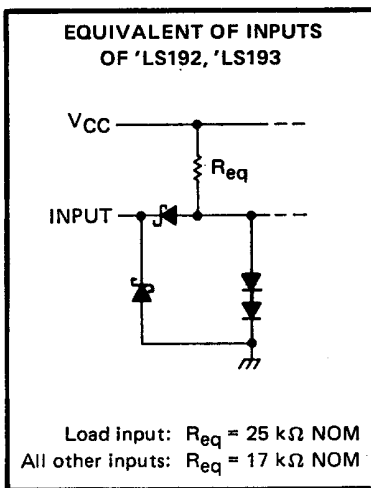 EQUIVALENT OF INPUTS
OF 'LS192, 'LS193
VCC
Req
INPUT
Load input: Req = 25 kΩ NOM
All other inputs: Req = 17 kΩ NOM